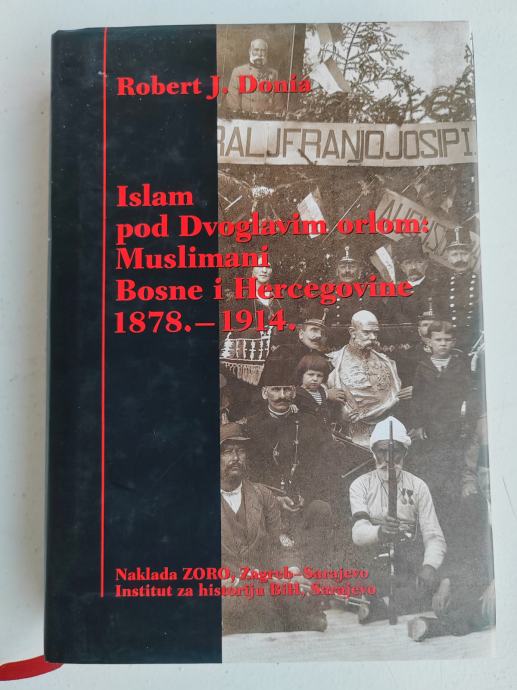 Robert J. Donia
RALJ FRANJO JOSIP I.
Islam
pod Dvoglavim orlom:
Muslimani
Bosne i Hercegovine
1878.–1914.
Naklada ZORO, Zagreb–Sarajevo
Institut za historiju BiH, Sarajevo